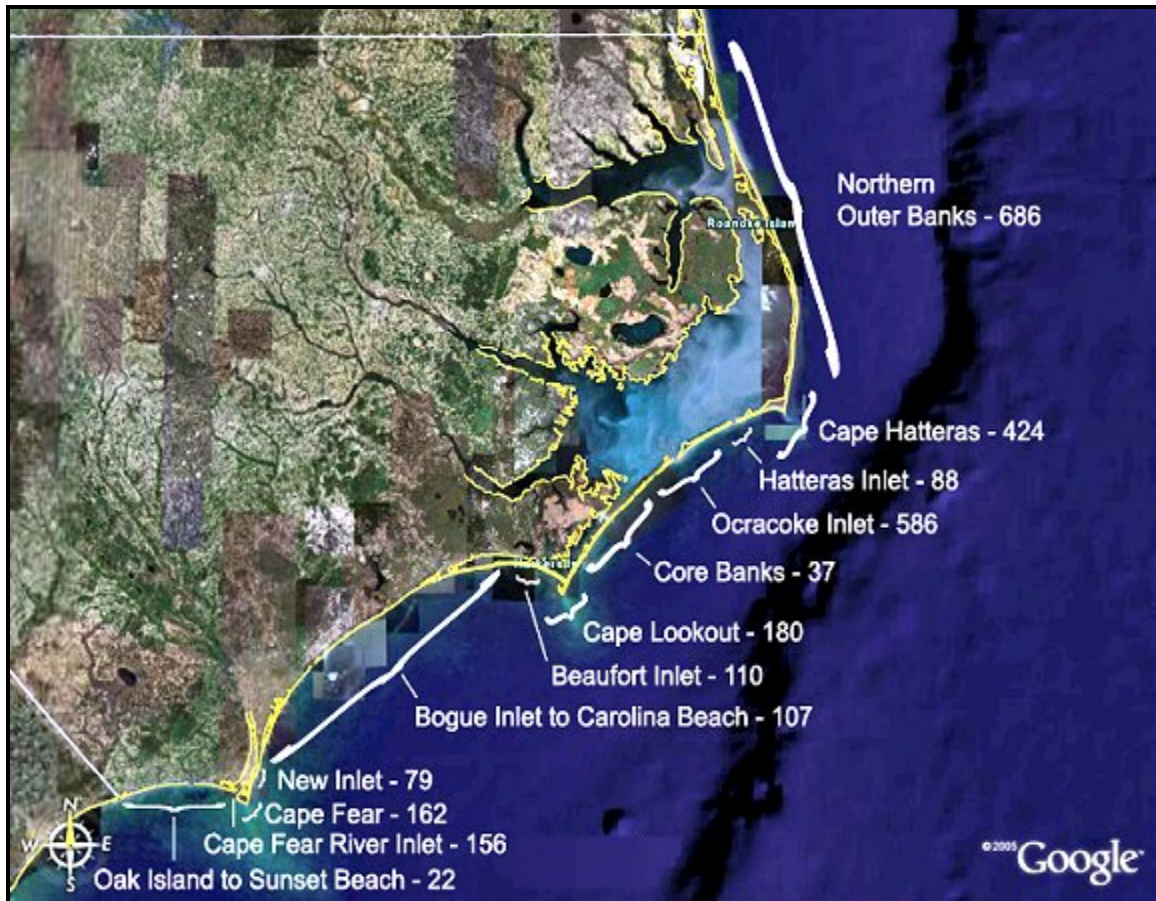 Northern
Outer Banks - 686
Roanoke Island
Cape Hatteras - 424
Hatteras Inlet - 88
Ocracoke Inlet - 586
Core Banks - 37
Cape Lookout - 180
Beaufort Inlet - 110
Bogue Inlet to Carolina Beach - 107
New Inlet - 79
Cape Fear - 162
Cape Fear River Inlet - 156
Oak Island to Sunset Beach - 22
N
W E
S
©2005 Google